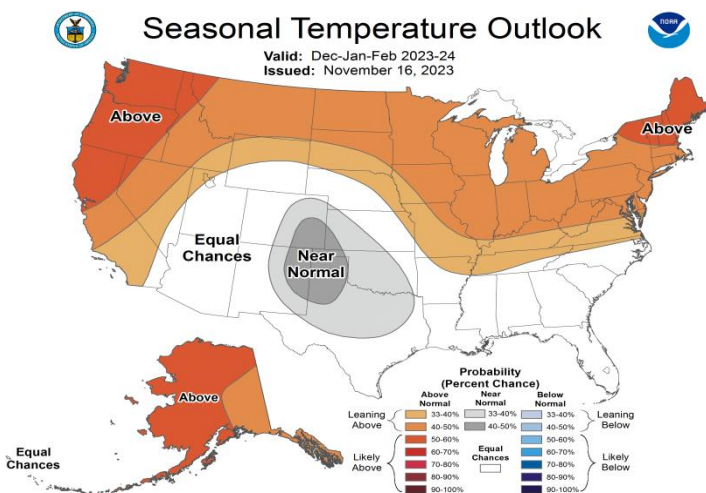 Seasonal Temperature Outlook
NOAA
Valid: Dec-Jan-Feb 2023-24
Issued: November 16, 2023
Above
Above
Equal
Chances
Near
Normal
Above
Equal
Chances
Probability
(Percent Chance)
Above
Normal
Near
Normal
Below
Normal
Leaning
Above
33-40%
40-50%
33-40%
40-50%
33-40%
40-50%
Leaning
Below
Likely
Above
50-60%
60-70%
70-80%
80-90%
90-100%
Equal
Chances
50-60%
60-70%
70-80%
80-90%
90-100%
Likely
Below